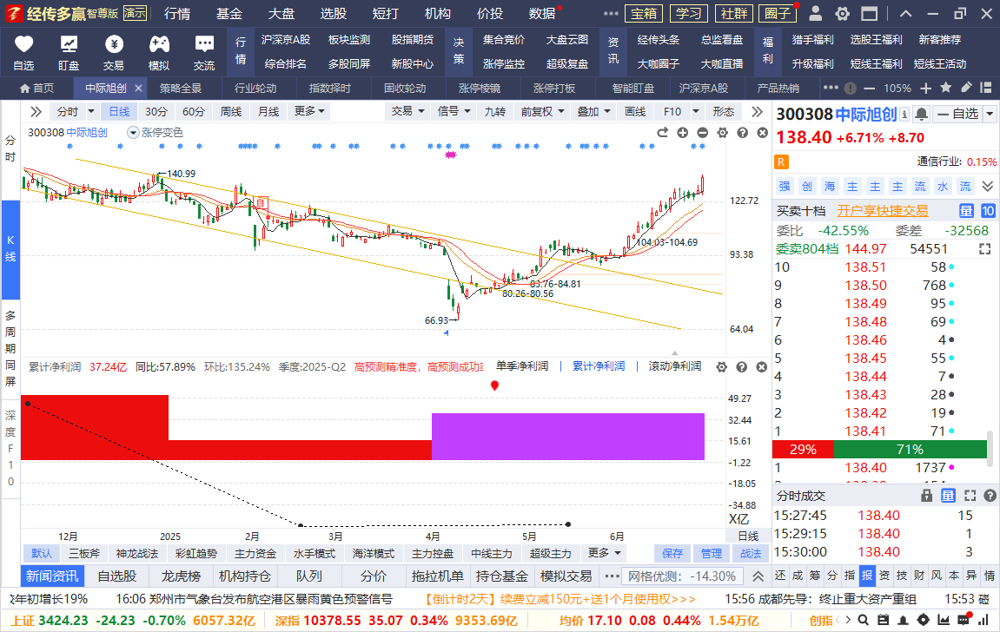 经传多赢 智尊版 演示 行情 基金 大盘 选股 短打 机构 价投 数据 宝箱 学习 社群 圈子
自选 盯盘 交易 模拟 交流 行情 沪深京A股 板块监测 股指期货 决策 集合竞价 大盘云图 资讯 经传头条 总监看盘 福利 猎手福利 选股王福利 新客推荐
综合排名 多股同屏 新股中心 涨停监控 超级复盘 大咖圈子 大咖直播 升级福利 短线王福利 短线王活动
首页 中际旭创 策略全景 行业轮动 指数择时 固收轮动 涨停棱镜 涨停打板 智能盯盘 沪深京A股 产品热销 105%
分时 日线 30分 60分 周线 月线 更多 交易 信号 九转 前复权 叠加 画线 F10 形态
300308 中际旭创 自选
300308 中际旭创 涨停变色
138.40 +6.71% +8.70
R 通信行业: 0.15%
强 创 海 主 主 主 流 水 流
分时
K线
多周期同屏
深度F10
140.99
自
122.72
104.03-104.69
93.38
83.76-84.81
80.26-80.56
66.93
64.04
买卖十档 开户享快捷交易 量 10
委比 -42.55% 委差 -32568
委卖804档 144.97 54551
10 138.51 58
9 138.50 768
8 138.49 95
7 138.48 69
6 138.46 4
5 138.45 55
4 138.44 7
3 138.43 28
2 138.42 19
1 138.41 71
29% 71%
1 138.40 1737
累计净利润 37.24亿 同比:57.89% 环比:135.24% 季度:2025-Q2 高预测精准度，高预测成功 单季净利润 | 累计净利润 | 滚动净利润
49.27
32.44
15.61
-1.22
-18.05
-34.88
X亿
12月 2025 2月 3月 4月 5月 6月 日线
分时成交 量
15:27:45 138.40 15
15:29:15 138.40 1
15:30:00 138.40 3
默认 三板斧 神龙战法 彩虹趋势 主力资金 水手模式 海洋模式 主力控盘 中线主力 超级主力 更多 保存 管理 战法
新闻资讯 自选股 龙虎榜 机构持仓 队列 分价 拖拉机单 持仓基金 模拟交易 网格优测: -14.30% 还 成 筹 分 指 报 资 技 财 风 本 异 情
年初增长19% 16:06 郑州市气象台发布航空港区暴雨黄色预警信号 【倒计时2天】续费立减150元+送1个月使用权>>> 15:56 成都先导：终止重大资产重组 15:53 磁
上证 3424.23 -24.23 -0.70% 6057.32亿 深指 10378.55 35.07 0.34% 9353.69亿 均价 17.10 0.08 0.44% 1.54万亿 创指